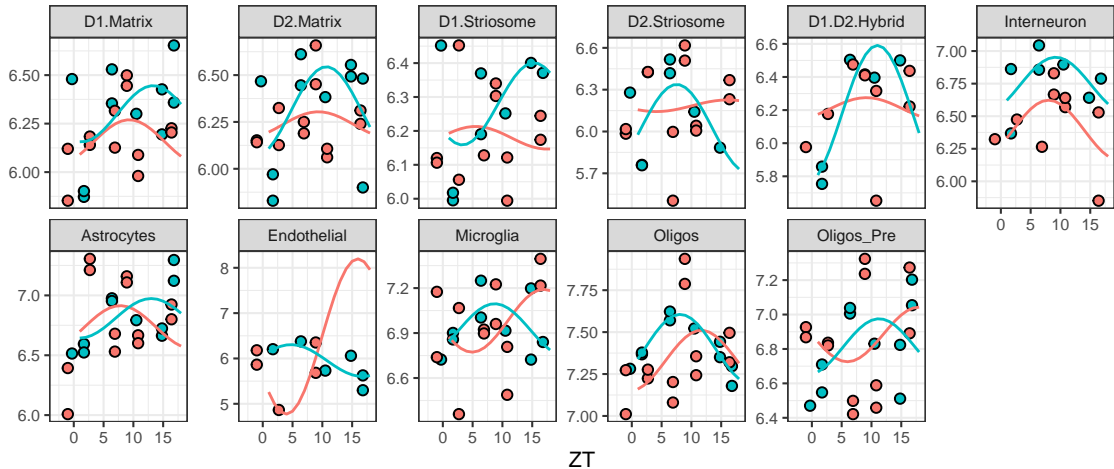 D1.Matrix D2.Matrix D1.Striosome D2.Striosome D1.D2.Hybrid Interneuron
6.50 6.25 6.00
6.50 6.25 6.00
6.4 6.3 6.2 6.1 6.0
6.6 6.3 6.0 5.7
6.6 6.4 6.2 6.0 5.8
7.00 6.75 6.50 6.25 6.00
0 5 10 15
Astrocytes Endothelial Microglia Oligos Oligos_Pre
7.0 6.5 6.0
8 7 6 5
7.2 6.9 6.6
7.75 7.50 7.25 7.00
7.2 7.0 6.8 6.6 6.4
0 5 10 15 0 5 10 15 0 5 10 15 0 5 10 15 0 5 10 15
ZT